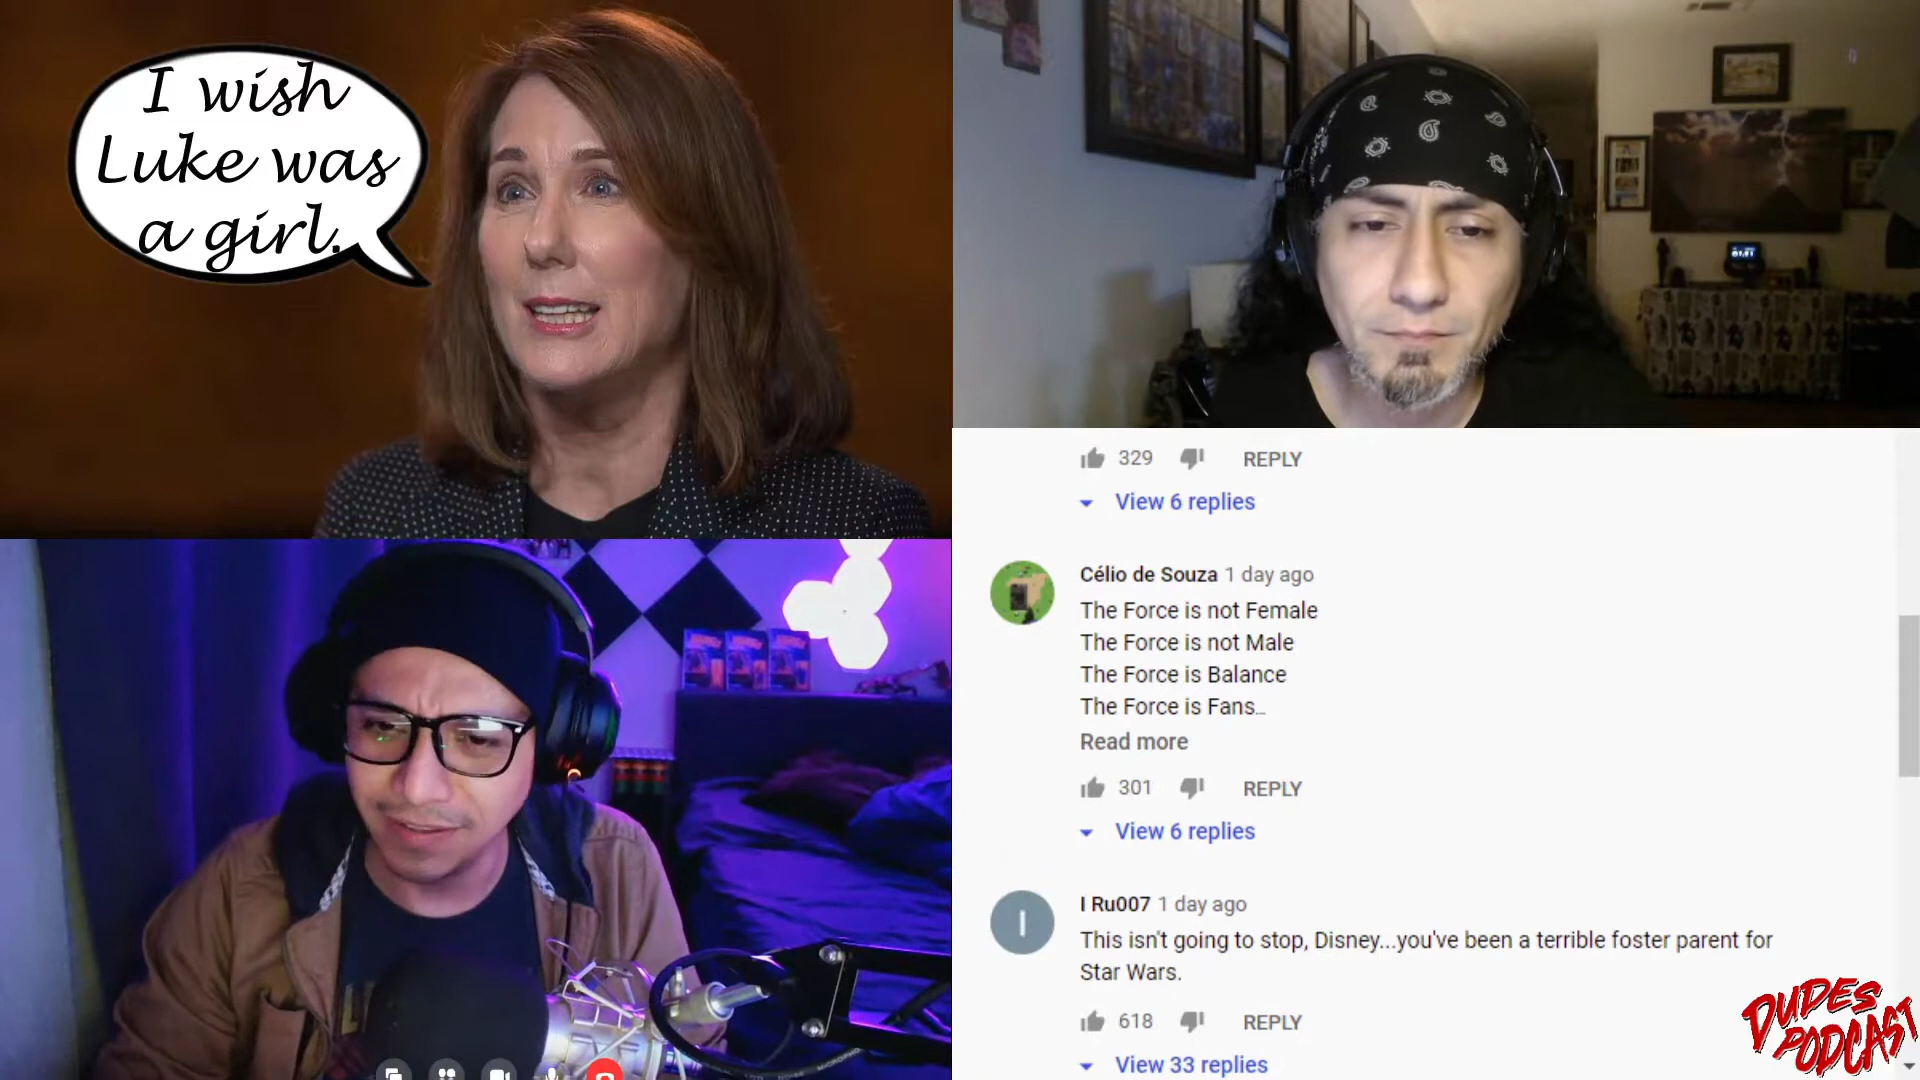 I wish
Luke was
a girl.
329
REPLY
View 6 replies
Célio de Souza 1 day ago
The Force is not Female
The Force is not Male
The Force is Balance
The Force is Fans...
Read more
301
REPLY
View 6 replies
I
I Ru007 1 day ago
This isn't going to stop, Disney...you've been a terrible foster parent for
Star Wars.
618
REPLY
View 33 replies
DUDES
PODCAST